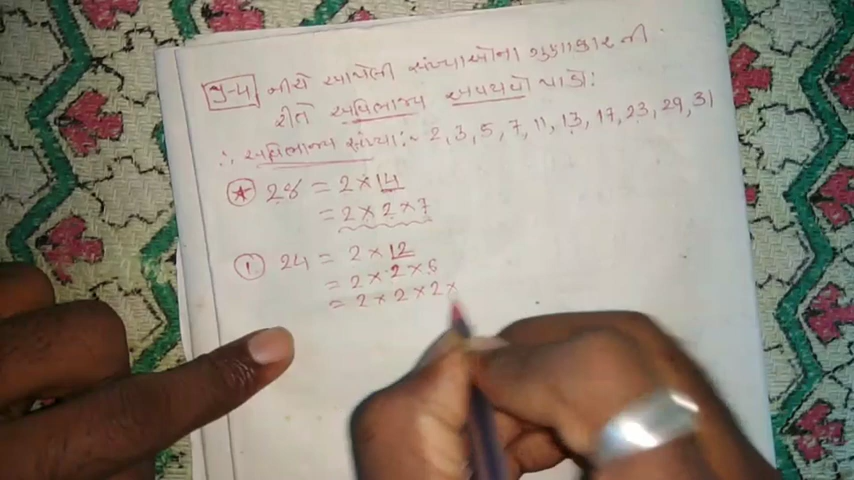 પ્ર-૫ નીચે આપેલી સંખ્યાઓના ગુણાકારની
રીતે અવિભાજ્ય અવયવો પાડો:
∴ અવિભાજ્ય સંખ્યા:- 2, 3, 5, 7, 11, 13, 17, 23, 29, 31
★ 28 = 2 × 14
= 2 × 2 × 7
1. 24 = 2 × 12
= 2 × 2 × 6
= 2 × 2 × 2 ×